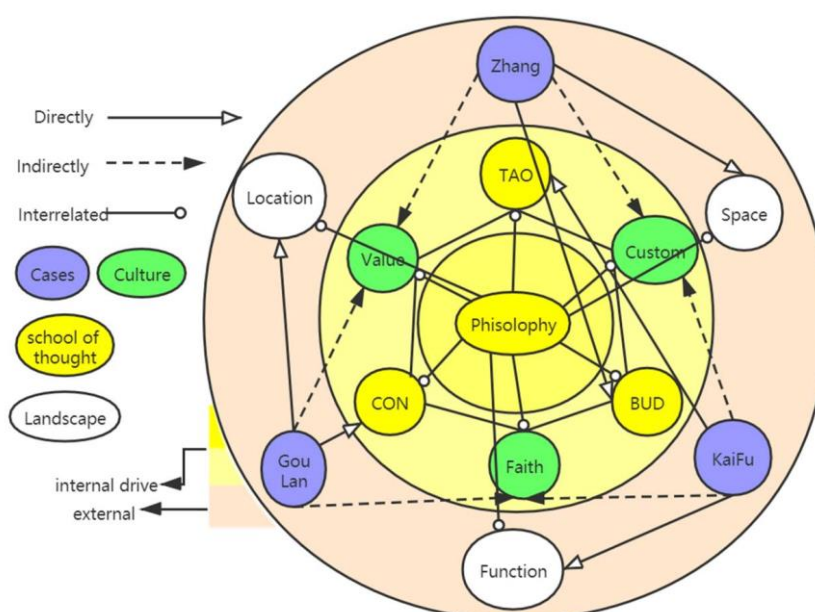 Zhang
Directly
TAO
Indirectly
Location
Space
Interrelated
Value
Custom
Cases
Culture
Phisolophy
school of
thought
CON
BUD
Landscape
Gou
Lan
Faith
KaiFu
internal drive
external
Function